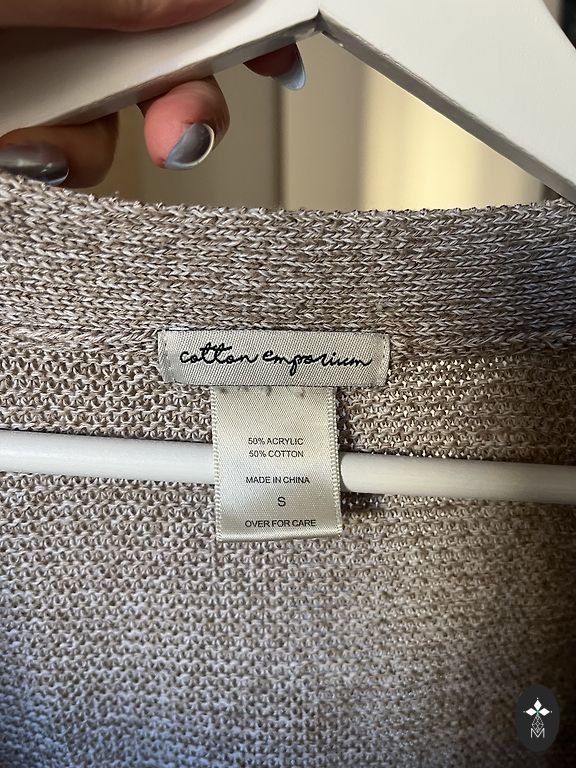 cotton emporium
50% ACRYLIC
50% COTTON
MADE IN CHINA
S
OVER FOR CARE
M